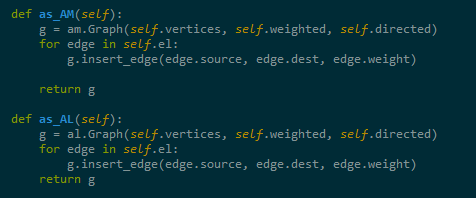 def as_AM(self):
    g = am.Graph(self.vertices, self.weighted, self.directed)
    for edge in self.el:
        g.insert_edge(edge.source, edge.dest, edge.weight)

    return g

def as_AL(self):
    g = al.Graph(self.vertices, self.weighted, self.directed)
    for edge in self.el:
        g.insert_edge(edge.source, edge.dest, edge.weight)
    return g